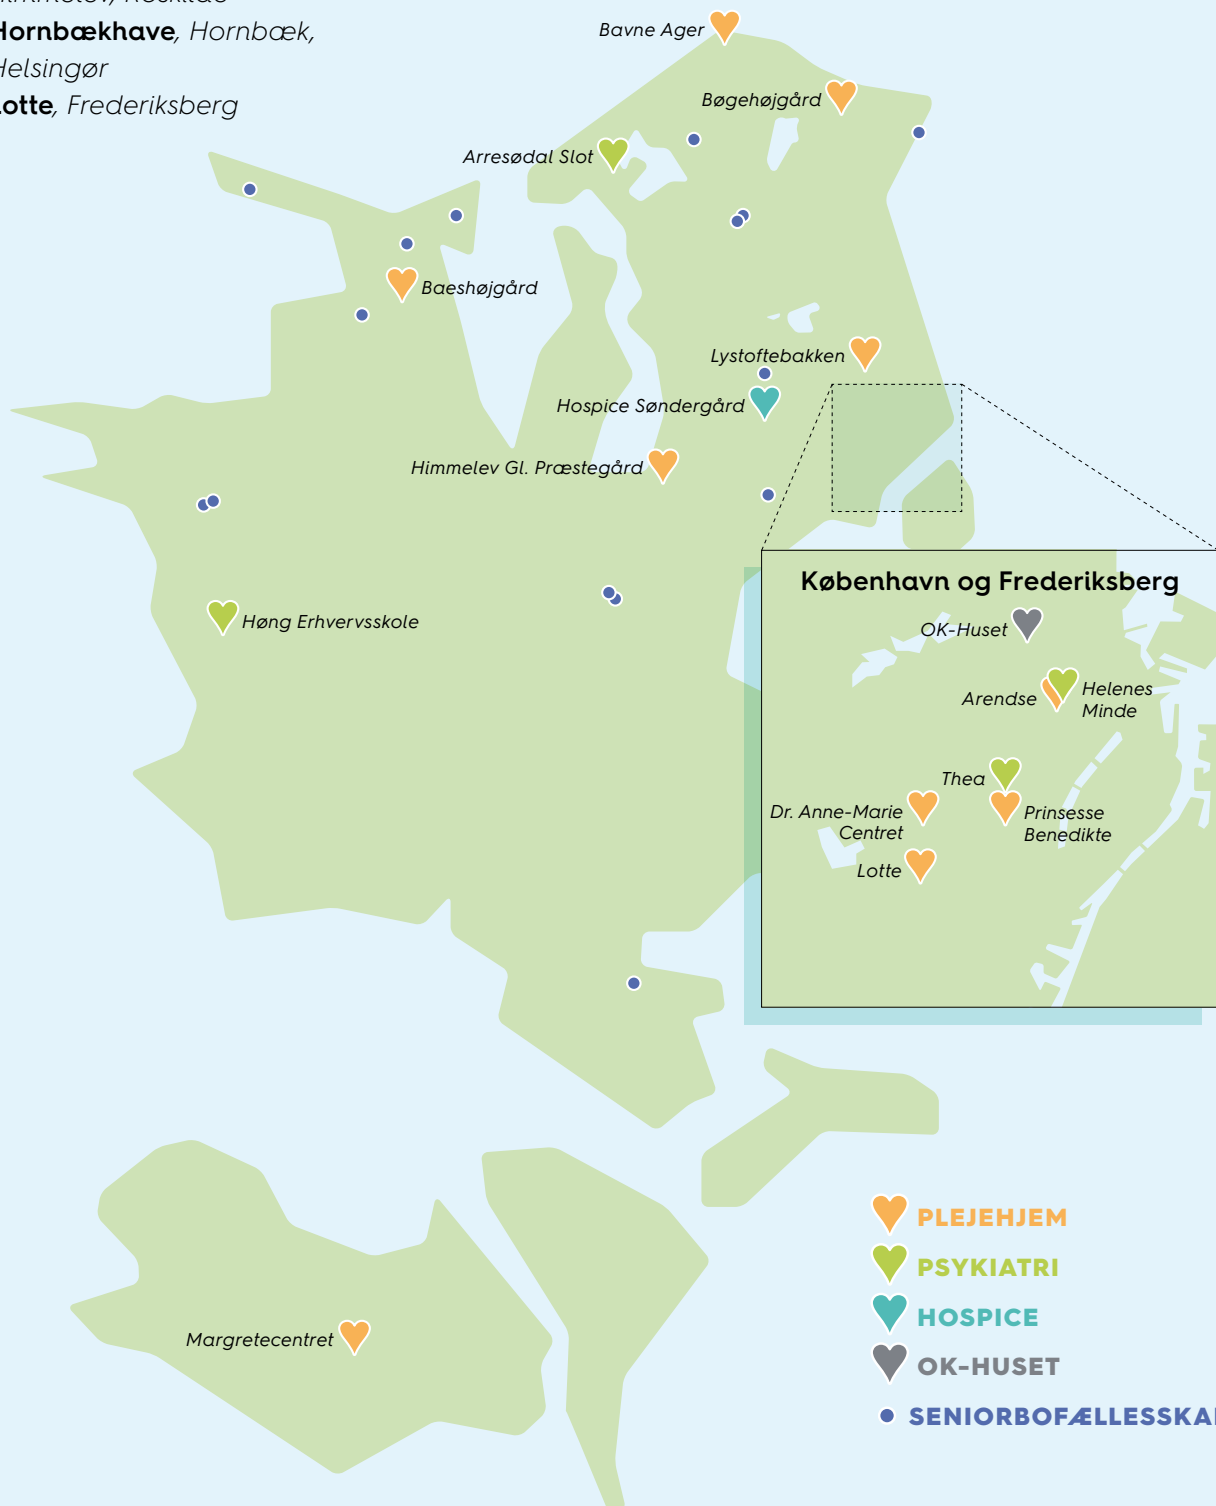 Hornbækhave, Hornbæk,
Helsingør
Lotte, Frederiksberg
Bavne Ager
Bøgehøjgård
Arresødal Slot
Baeshøjgård
Lystoftebakken
Hospice Søndergård
Himmelev Gl. Præstegård
Høng Erhvervsskole
København og Frederiksberg
OK-Huset
Arendse
Helenes
Minde
Thea
Dr. Anne-Marie
Centret
Prinsesse
Benedikte
Lotte
Margretecentret
PLEJEHJEM
PSYKIATRI
HOSPICE
OK-HUSET
SENIORBOFÆLLESSKA